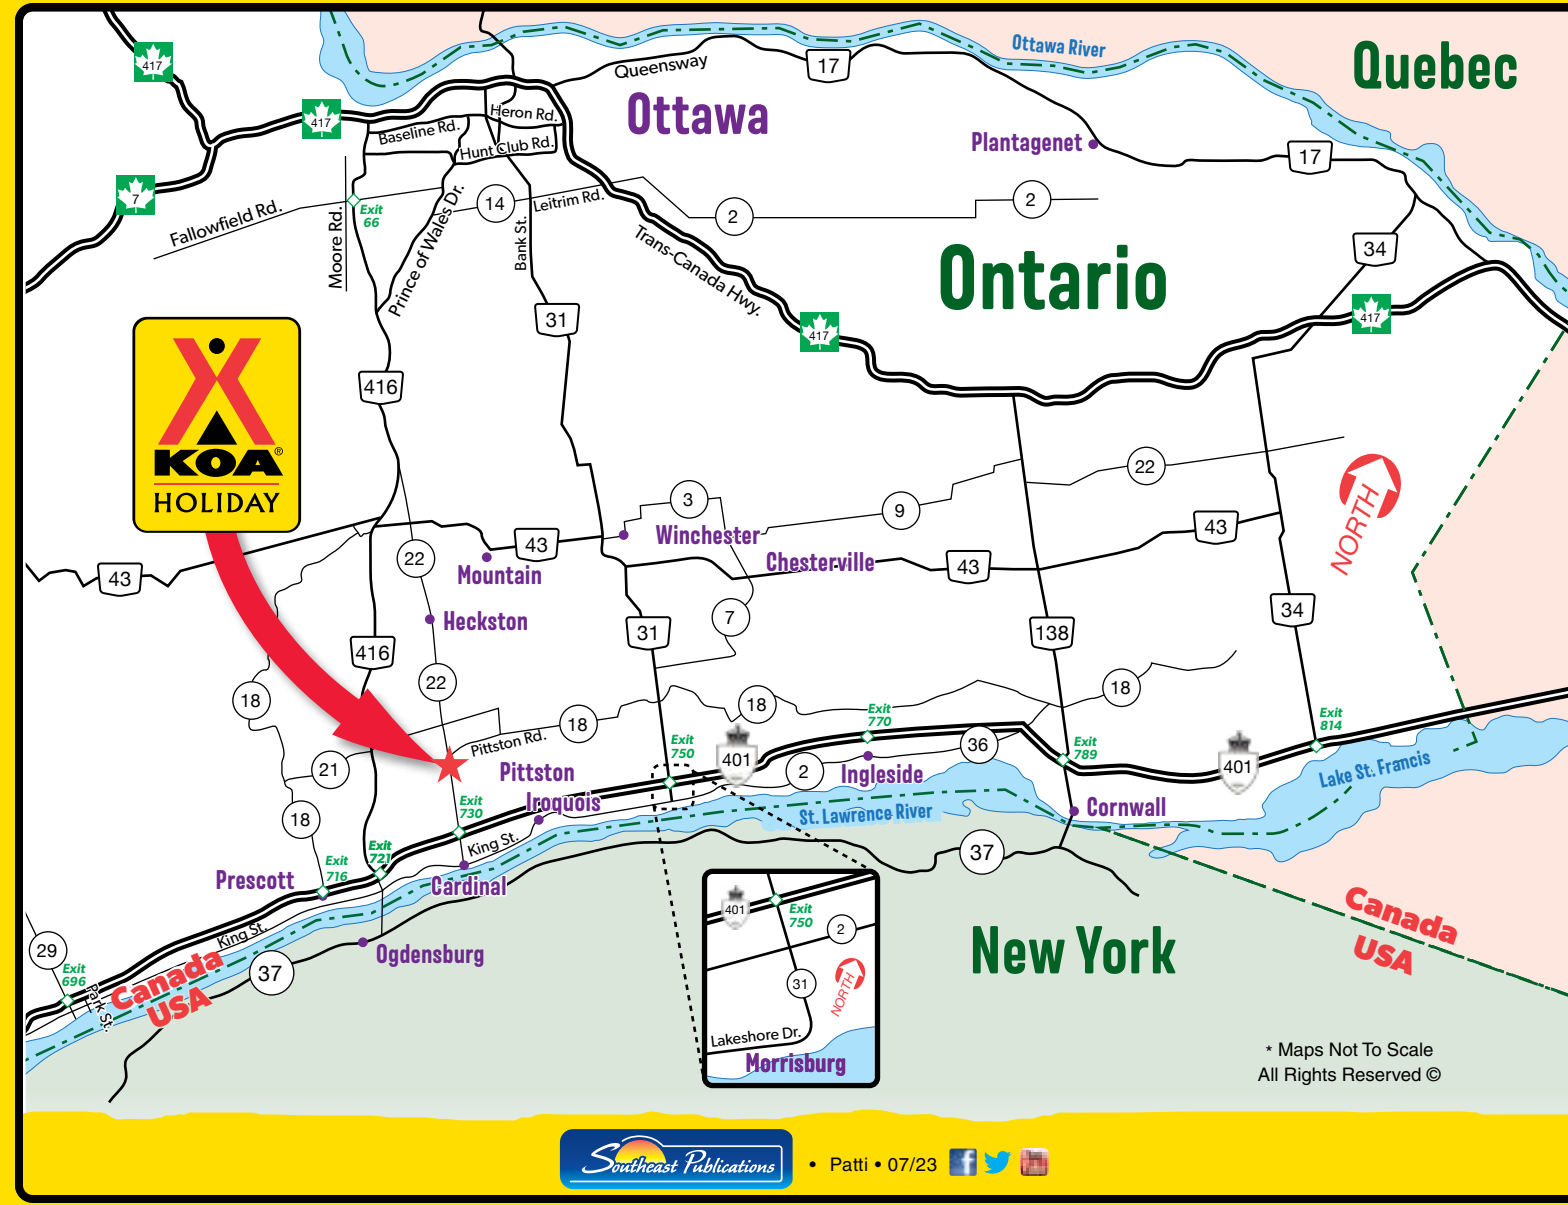 417
Queensway
17
Ottawa River
Quebec
417
Heron Rd.
Ottawa
Baseline Rd.
Hunt Club Rd.
Plantagenet
17
7
Fallowfield Rd.
Moore Rd.
Exit
66
Prince of Wales Dr.
14
Bank St.
Leitrim Rd.
2
2
Trans-Canada Hwy.
Ontario
34
417
31
417
416
KOA®
HOLIDAY
22
3
9
NORTH
Winchester
43
43
Mountain
22
Chesterville
43
43
Heckston
7
31
138
34
416
22
18
18
18
18
Pittston Rd.
Exit
770
Exit
814
36
Exit
750
401
Exit
789
401
21
Pittston
2
Ingleside
Lake St. Francis
Iroquois
Exit
730
St. Lawrence River
Cornwall
18
King St.
Exit
721
37
Exit
716
Prescott
Cardinal
Canada
USA
King St.
29
Exit
696
Park St.
Canada
USA
37
Ogdensburg
New York
401
Exit
750
2
31
NORTH
Lakeshore Dr.
Morrisburg
* Maps Not To Scale
All Rights Reserved ©
Southeast Publications
• Patti • 07/23